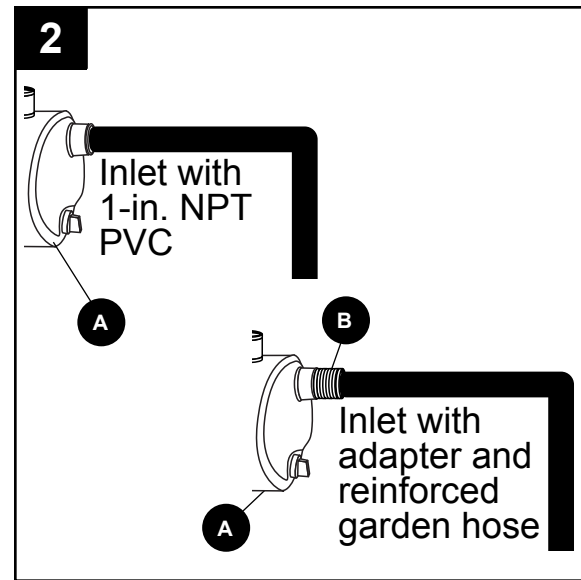 2
Inlet with
1-in. NPT
PVC
A
B
Inlet with
adapter and
reinforced
garden hose
A